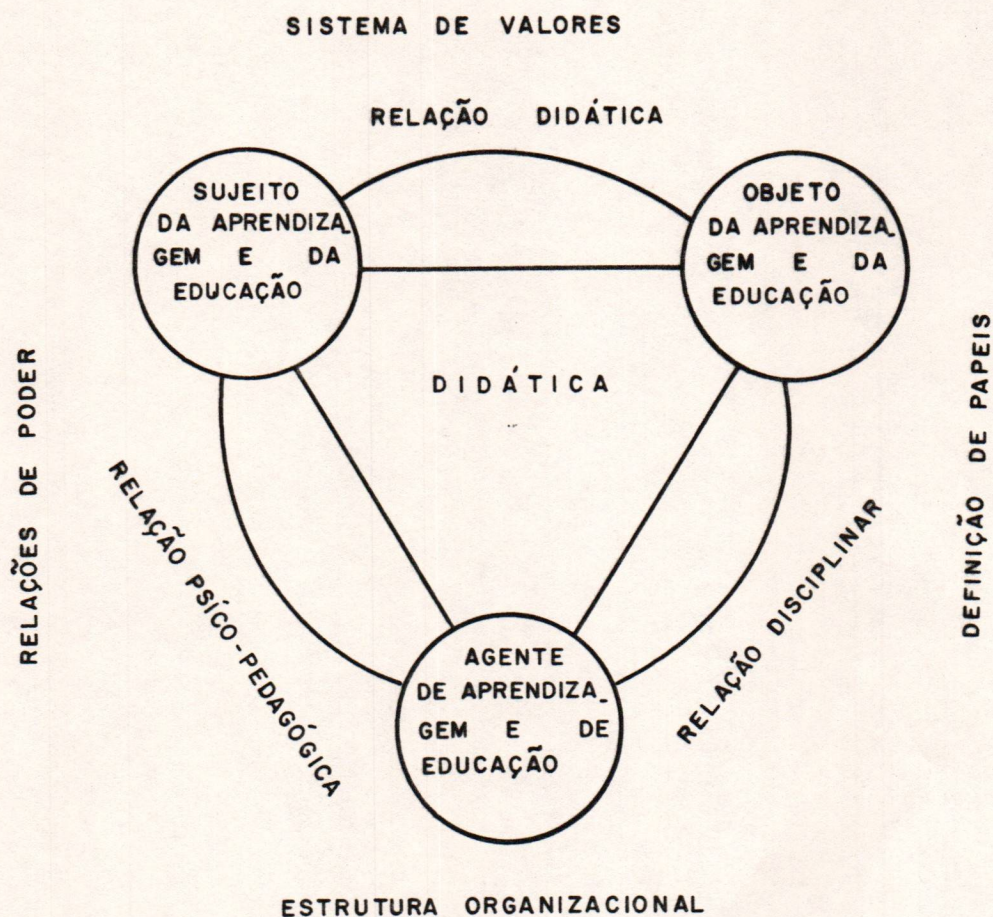 SISTEMA DE VALORES
RELAÇÃO DIDÁTICA
SUJEITO
DA APRENDIZA_
GEM E DA
EDUCAÇÃO
OBJETO
DA APRENDIZA_
GEM E DA
EDUCAÇÃO
DIDÁTICA
RELAÇÕES DE PODER
DEFINIÇÃO DE PAPEIS
RELAÇÃO PSÍCO-PEDAGÓGICA
RELAÇÃO DISCIPLINAR
AGENTE
DE APRENDIZA_
GEM E DE
EDUCAÇÃO
ESTRUTURA ORGANIZACIONAL